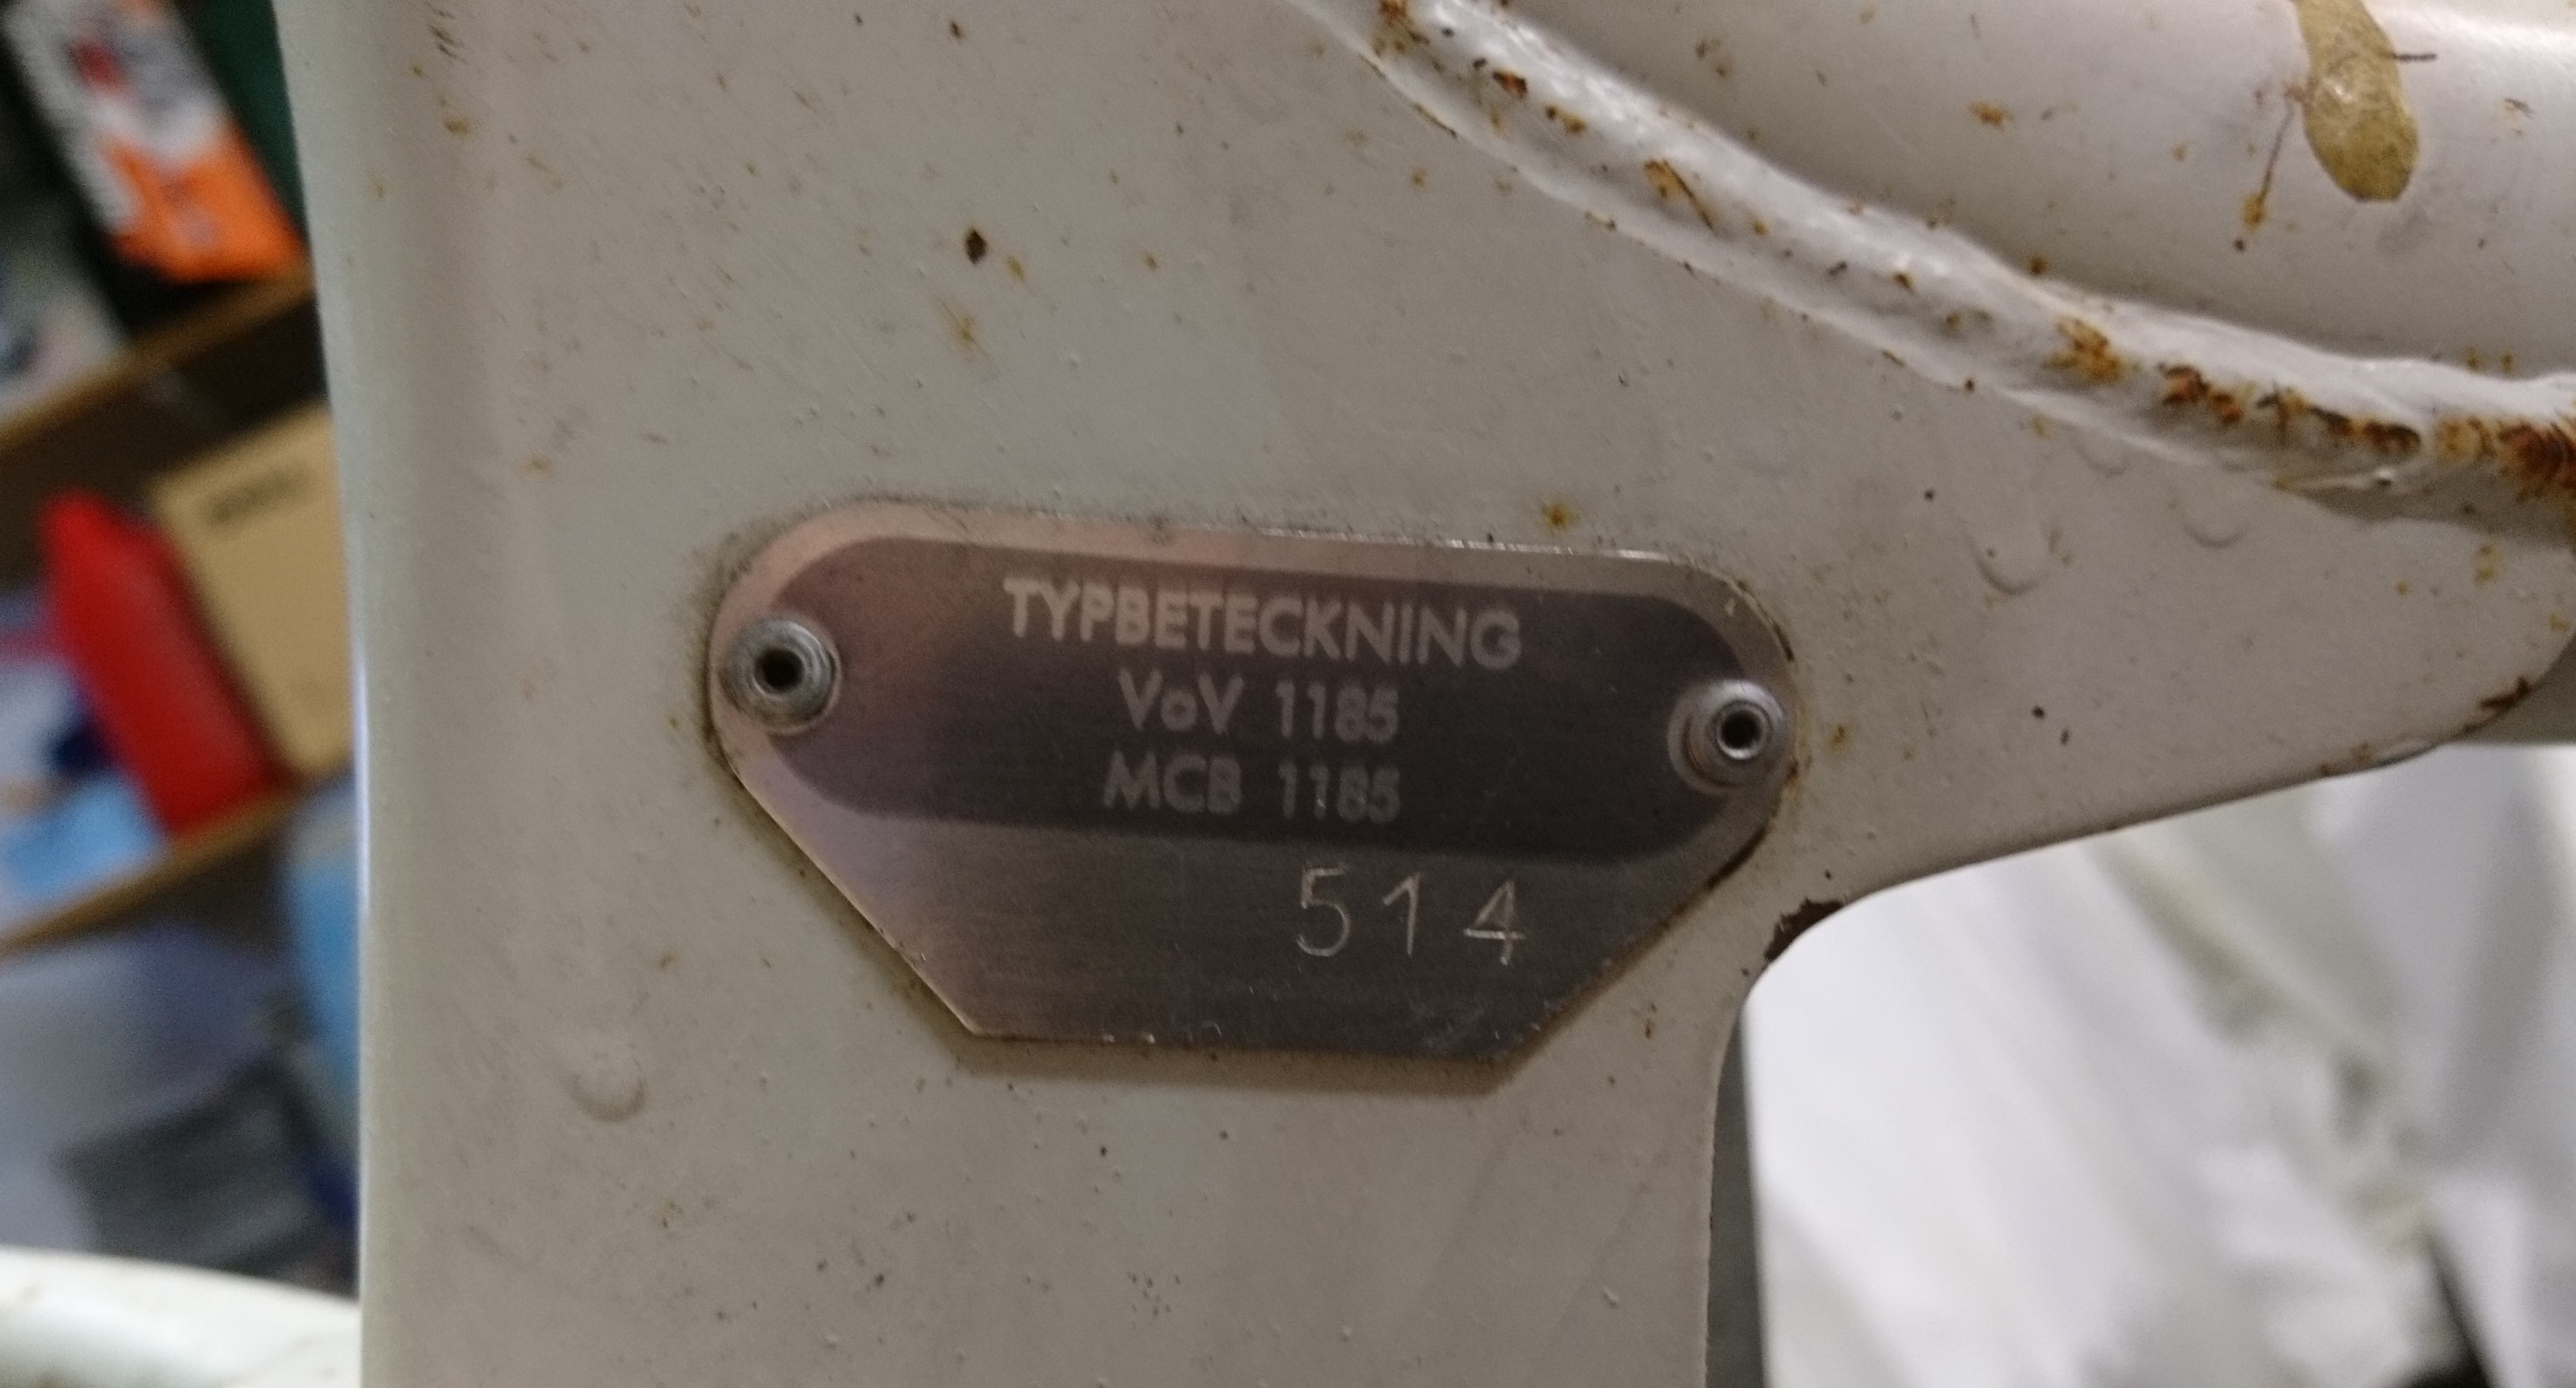 TYPBETECKNING
VoV 1185
MCB 1185
514